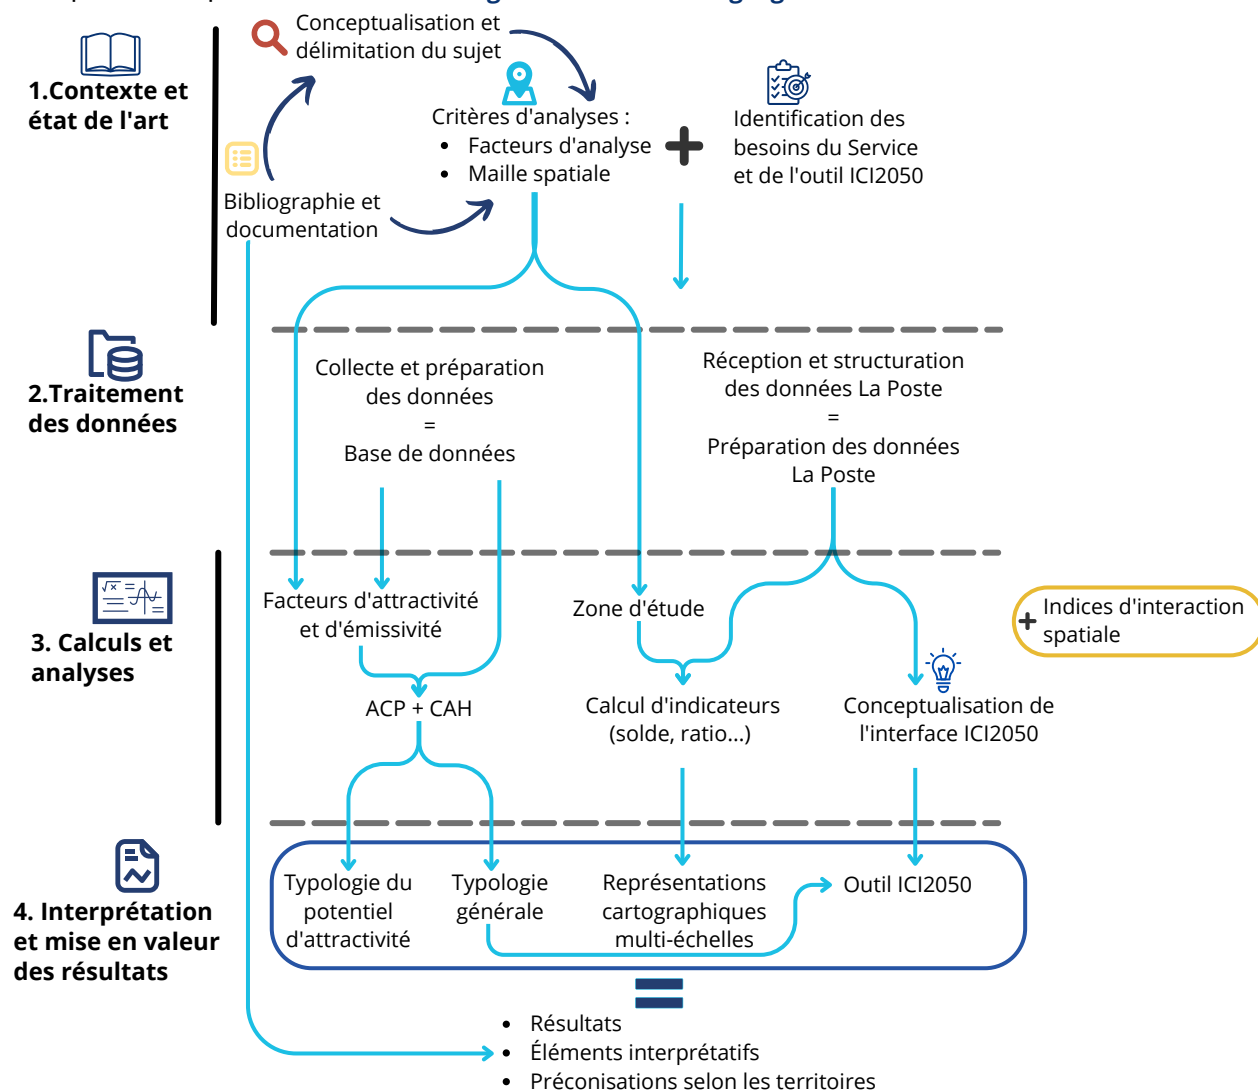 Conceptualisation et
délimitation du sujet
1.Contexte et
état de l'art
Critères d'analyses :
• Facteurs d'analyse
• Maille spatiale
Identification des
besoins du Service
et de l'outil ICI2050
Bibliographie et
documentation
2.Traitement
des données
Collecte et préparation
des données
=
Base de données
Réception et structuration
des données La Poste
=
Préparation des données
La Poste
3. Calculs et
analyses
Facteurs d'attractivité
et d'émissivité
Zone d'étude
+ Indices d'interaction
spatiale
ACP + CAH
Calcul d'indicateurs
(solde, ratio...)
Conceptualisation de
l'interface ICI2050
4. Interprétation
et mise en valeur
des résultats
Typologie du
potentiel
d'attractivité
Typologie
générale
Représentations
cartographiques
multi-échelles
Outil ICI2050
• Résultats
• Éléments interprétatifs
• Préconisations selon les territoires